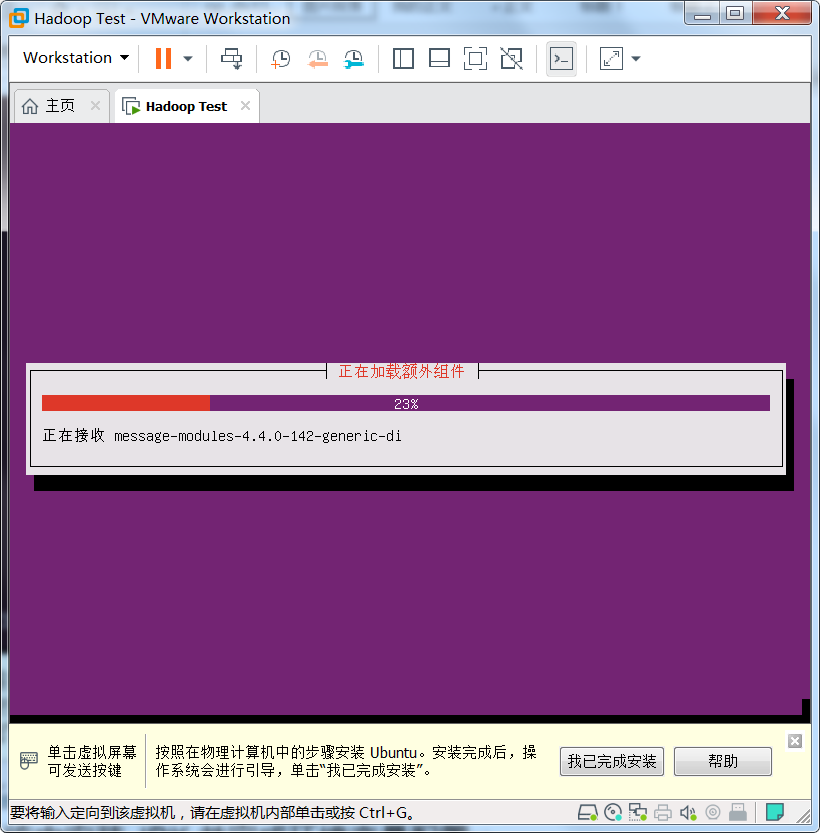 Hadoop Test - VMware Workstation
Workstation
主页
Hadoop Test
正在加载额外组件
23%
正在接收 message-modules-4.4.0-142-generic-di
单击虚拟屏幕
可发送按键
按照在物理计算机中的步骤安装 Ubuntu。安装完成后，操
作系统会进行引导，单击“我已完成安装”。
我已完成安装
帮助
要将输入定向到该虚拟机，请在虚拟机内部单击或按 Ctrl+G。